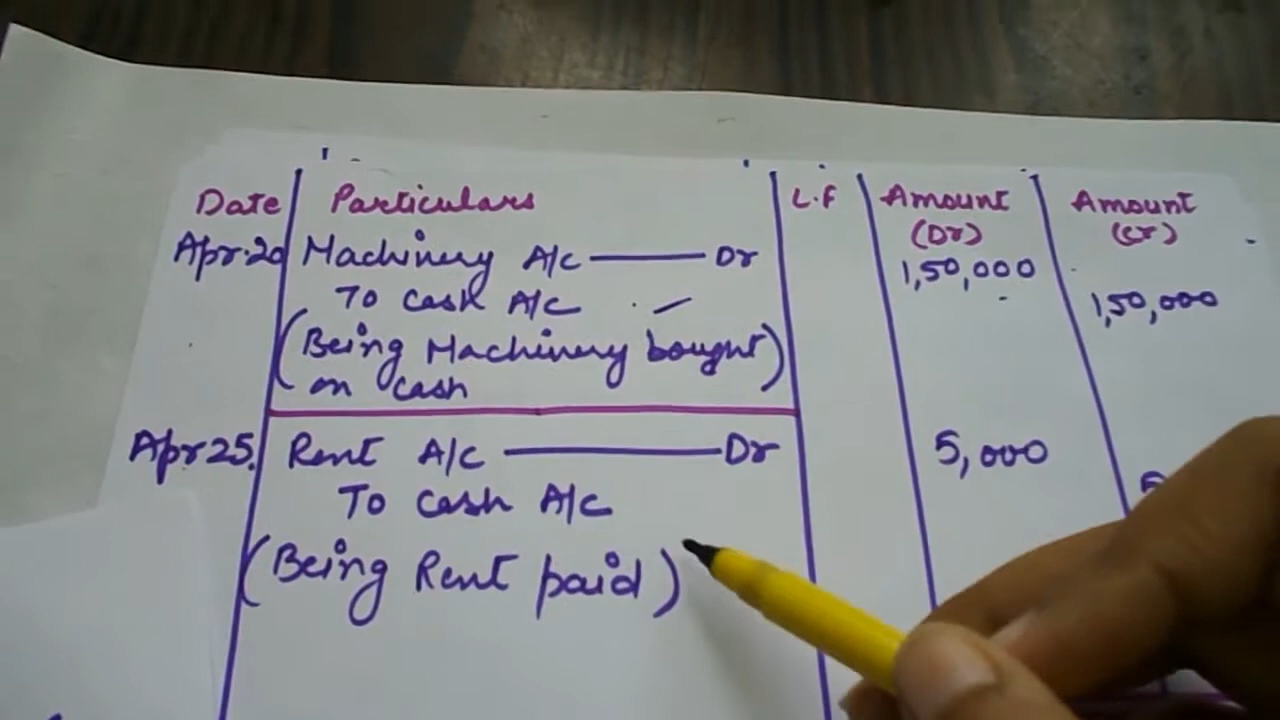 Date Particulars L.F Amount (Dr) Amount (Cr)
Apr.20 Machinery A/c ——— Dr 1,50,000
To Cash A/c 1,50,000
(Being Machinery bought
on Cash)
Apr 25. Rent A/c ——— Dr 5,000
To Cash A/c
(Being Rent paid)